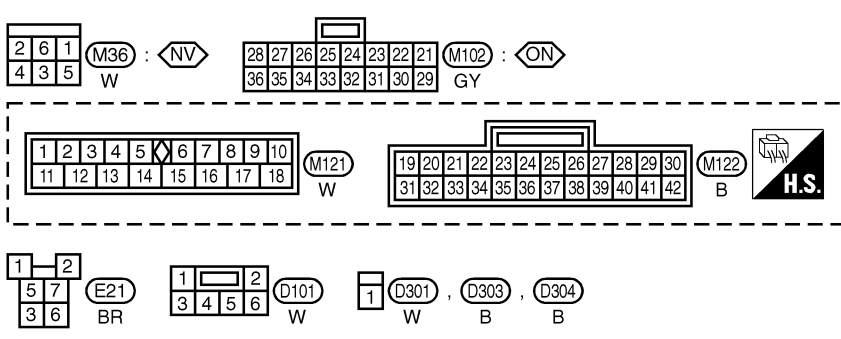 2 6 1
4 3 5
M36 : NV
W
28 27 26 25 24 23 22 21
36 35 34 33 32 31 30 29
M102 : ON
GY
1 2 3 4 5 6 7 8 9 10
11 12 13 14 15 16 17 18
M121
W
19 20 21 22 23 24 25 26 27 28 29 30
31 32 33 34 35 36 37 38 39 40 41 42
M122
B
H.S.
1 2
5 7
3 6
E21
BR
1 2
3 4 5 6
D101
W
1
D301 , D303 , D304
W B B